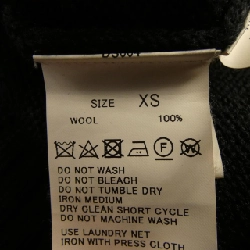 SIZE XS
WOOL 100%
DO NOT WASH
DO NOT BLEACH
DO NOT TUMBLE DRY
IRON MEDIUM
DRY CLEAN SHORT CYCLE
DO NOT MACHINE WASH
USE LAUNDRY NET
IRON WITH PRESS CLOTH